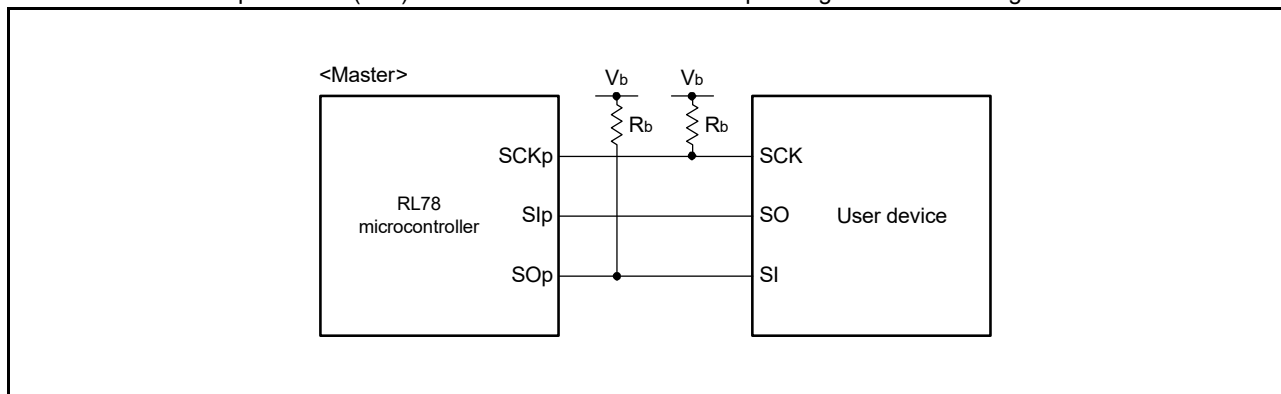 <Master>
Vb
Vb
Rb
Rb
SCKp
SCK
RL78
microcontroller
SIp
SO
User device
SOp
SI